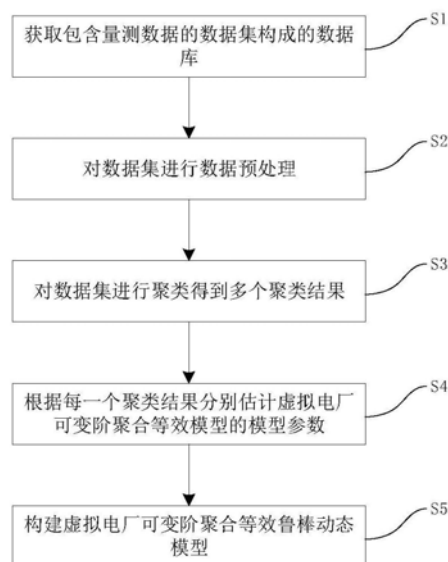 S1
获取包含量测数据的数据集构成的数据
库
S2
对数据集进行数据预处理
S3
对数据集进行聚类得到多个聚类结果
S4
根据每一个聚类结果分别估计虚拟电厂
可变阶聚合等效模型的模型参数
S5
构建虚拟电厂可变阶聚合等效鲁棒动态
模型